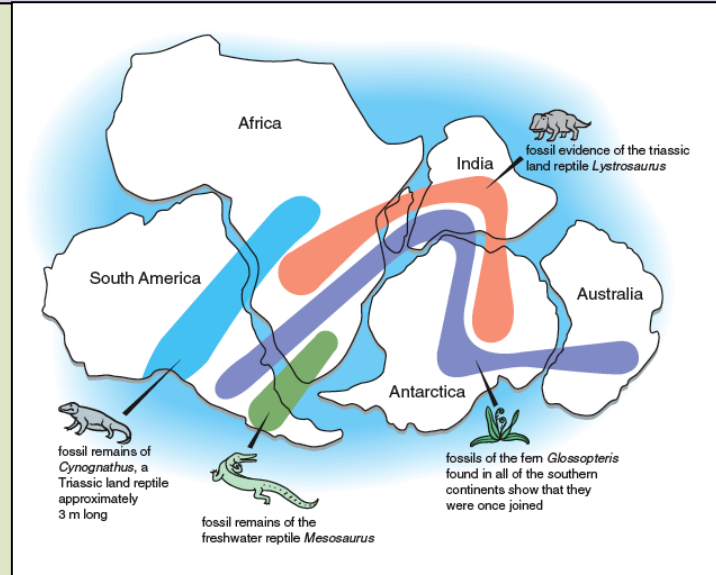 Africa
India
fossil evidence of the triassic
land reptile Lystrosaurus
South America
Australia
Antarctica
fossil remains of
Cynognathus, a
Triassic land reptile
approximately
3 m long
fossil remains of the
freshwater reptile Mesosaurus
fossils of the fern Glossopteris
found in all of the southern
continents show that they
were once joined